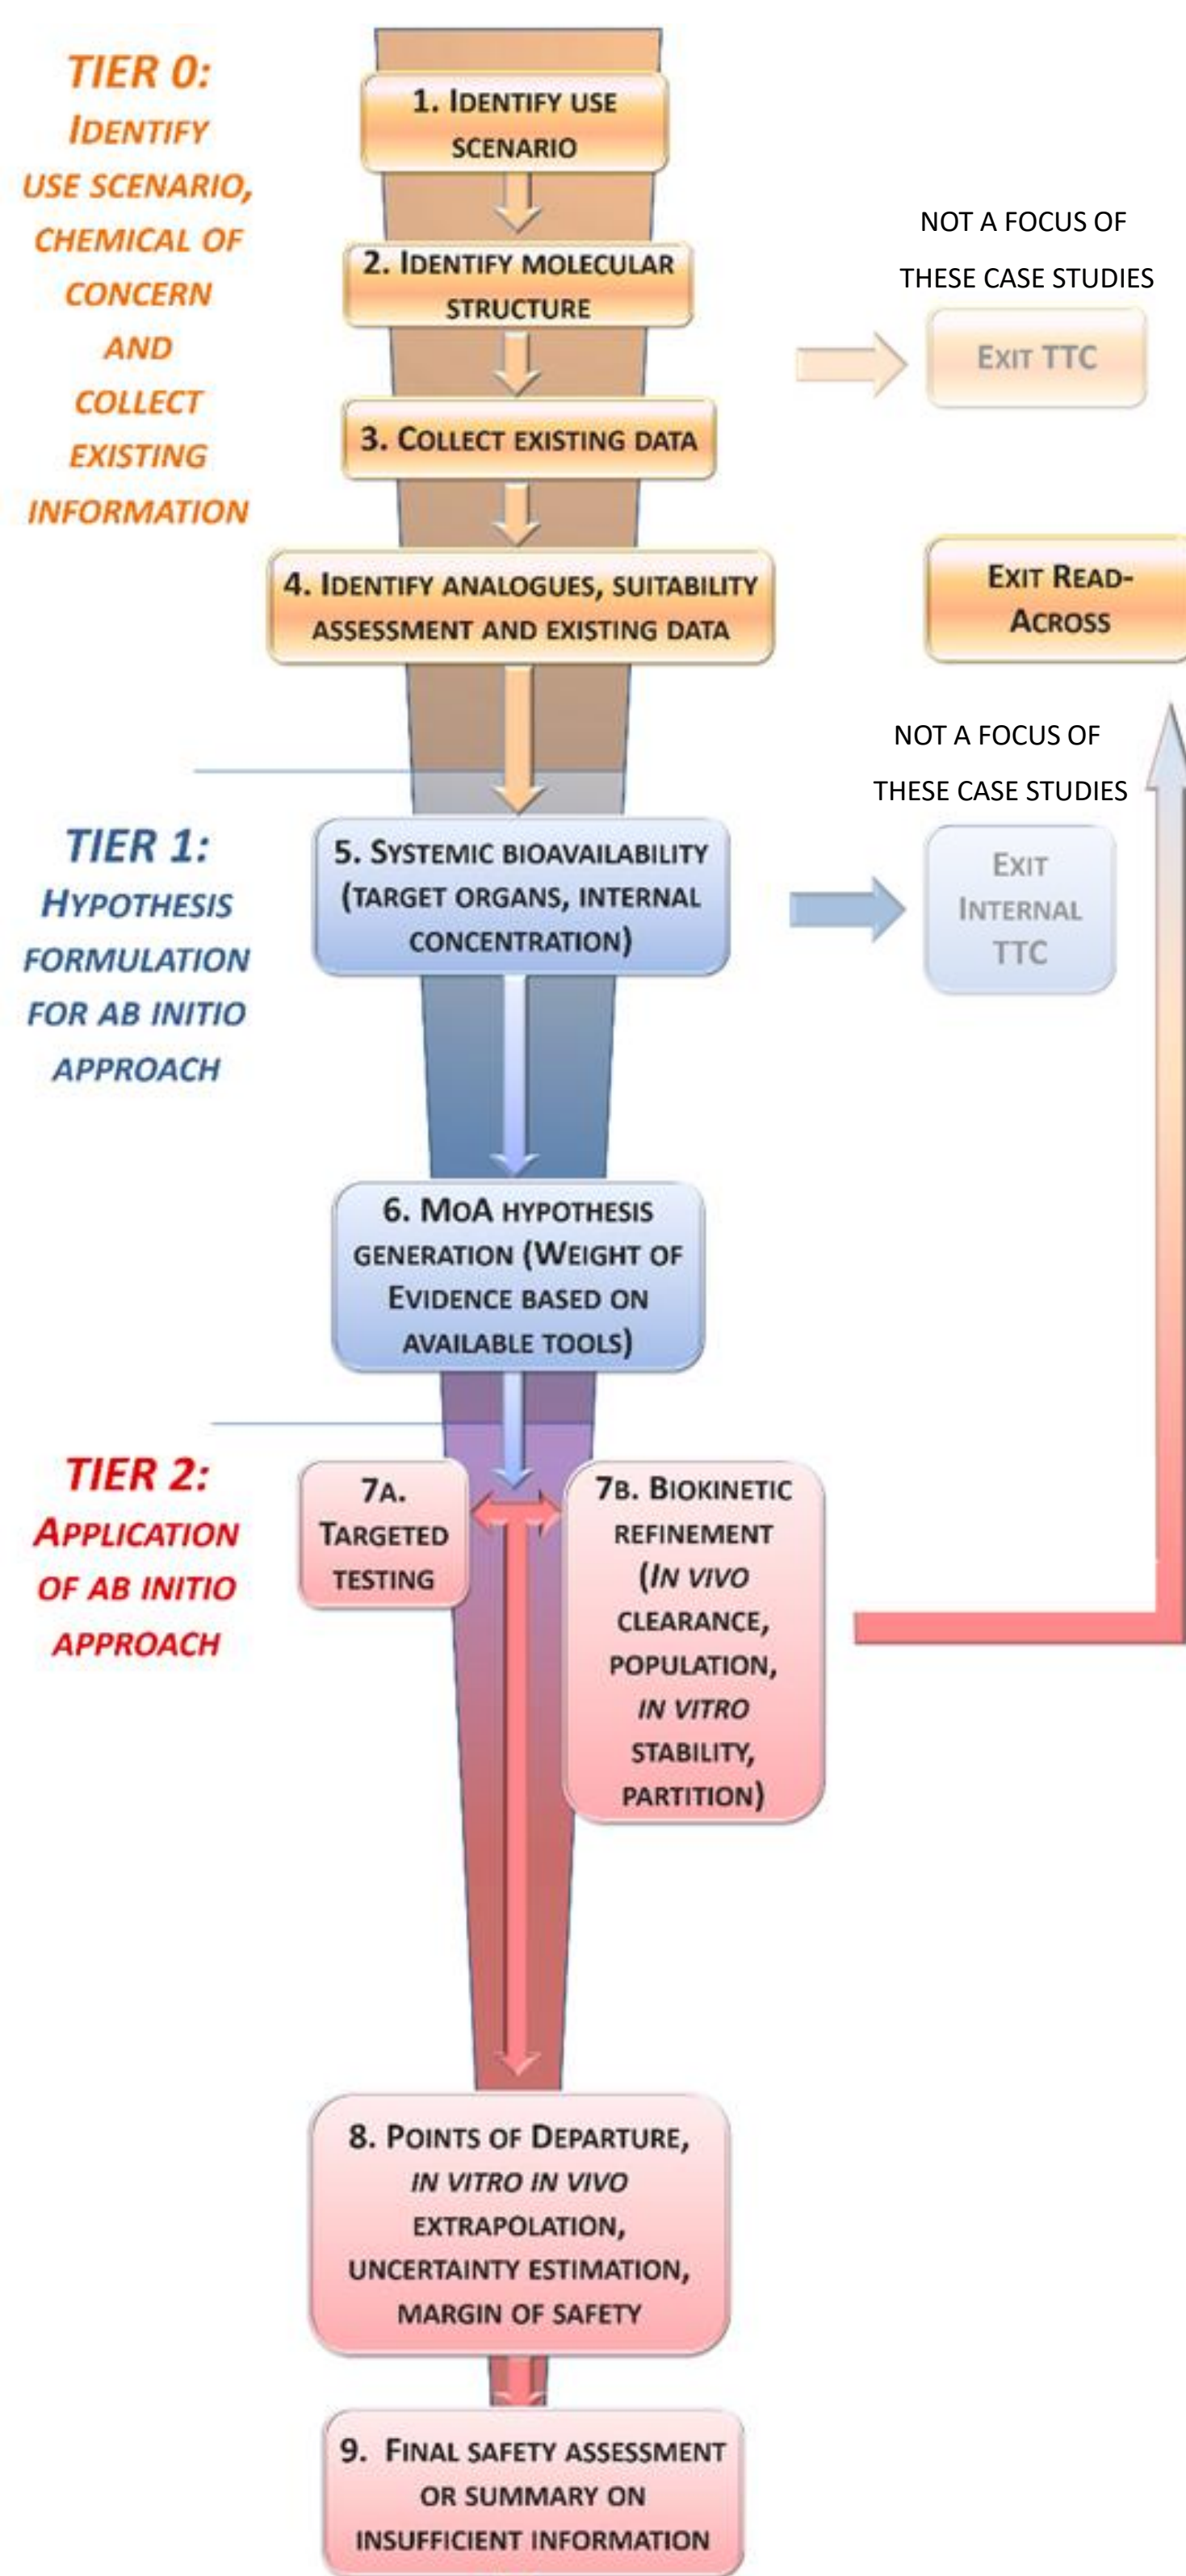 TIER 0:
IDENTIFY
USE SCENARIO,
CHEMICAL OF
CONCERN
AND
COLLECT
EXISTING
INFORMATION
1. IDENTIFY USE
SCENARIO
2. IDENTIFY MOLECULAR
STRUCTURE
3. COLLECT EXISTING DATA
4. IDENTIFY ANALOGUES, SUITABILITY
ASSESSMENT AND EXISTING DATA
NOT A FOCUS OF
THESE CASE STUDIES
EXIT TTC
EXIT READ-
ACROSS
TIER 1:
HYPOTHESIS
FORMULATION
FOR AB INITIO
APPROACH
5. SYSTEMIC BIOAVAILABILITY
(TARGET ORGANS, INTERNAL
CONCENTRATION)
NOT A FOCUS OF
THESE CASE STUDIES
EXIT
INTERNAL
TTC
6. MOA HYPOTHESIS
GENERATION (WEIGHT OF
EVIDENCE BASED ON
AVAILABLE TOOLS)
TIER 2:
APPLICATION
OF AB INITIO
APPROACH
7A.
TARGETED
TESTING
7B. BIOKINETIC
REFINEMENT
(IN VIVO
CLEARANCE,
POPULATION,
IN VITRO
STABILITY,
PARTITION)
8. POINTS OF DEPARTURE,
IN VITRO IN VIVO
EXTRAPOLATION,
UNCERTAINTY ESTIMATION,
MARGIN OF SAFETY
9. FINAL SAFETY ASSESSMENT
OR SUMMARY ON
INSUFFICIENT INFORMATION